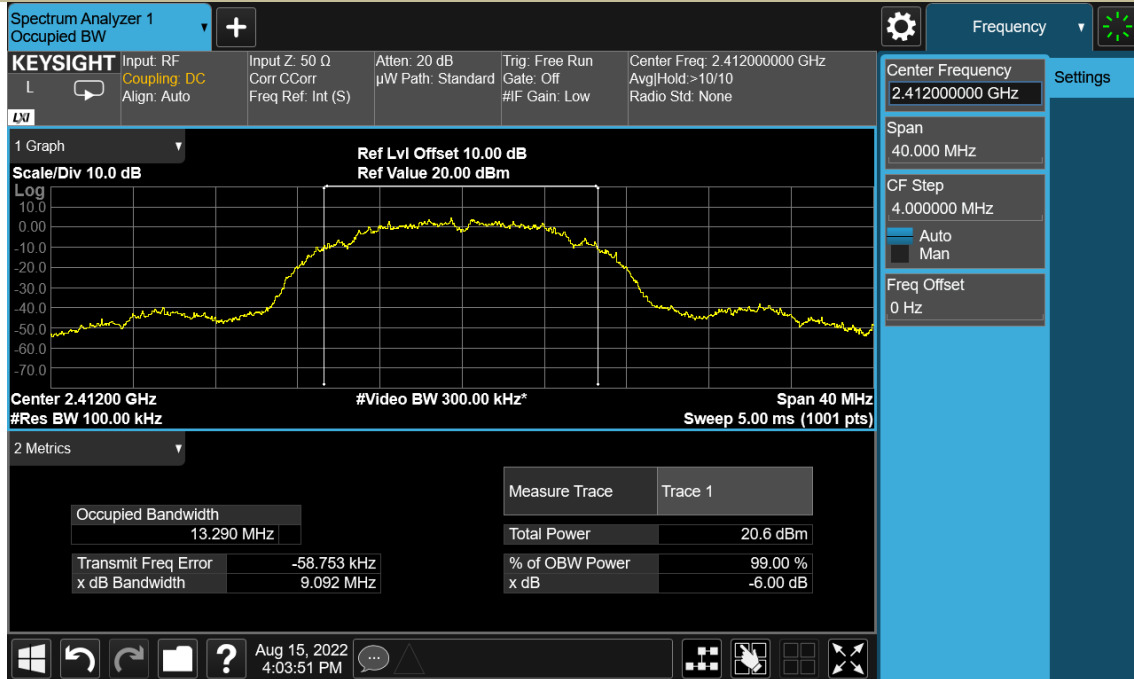 Spectrum Analyzer 1
Occupied BW
+
Frequency
KEYSIGHT
L
LXI
Input: RF
Coupling: DC
Align: Auto
Input Z: 50 Ω
Corr CCorr
Freq Ref: Int (S)
Atten: 20 dB
µW Path: Standard
Trig: Free Run
Gate: Off
#IF Gain: Low
Center Freq: 2.412000000 GHz
Avg|Hold:>10/10
Radio Std: None
Center Frequency
2.412000000 GHz
Settings
Span
40.000 MHz
CF Step
4.000000 MHz
Auto
Man
Freq Offset
0 Hz
1 Graph
Scale/Div 10.0 dB
Ref Lvl Offset 10.00 dB
Ref Value 20.00 dBm
Log
10.0
0.00
-10.0
-20.0
-30.0
-40.0
-50.0
-60.0
-70.0
Center 2.41200 GHz
#Video BW 300.00 kHz*
Span 40 MHz
#Res BW 100.00 kHz
Sweep 5.00 ms (1001 pts)
2 Metrics
Measure Trace Trace 1
Occupied Bandwidth
13.290 MHz
Total Power 20.6 dBm
Transmit Freq Error -58.753 kHz
% of OBW Power 99.00 %
x dB Bandwidth 9.092 MHz
x dB -6.00 dB
?
Aug 15, 2022
4:03:51 PM